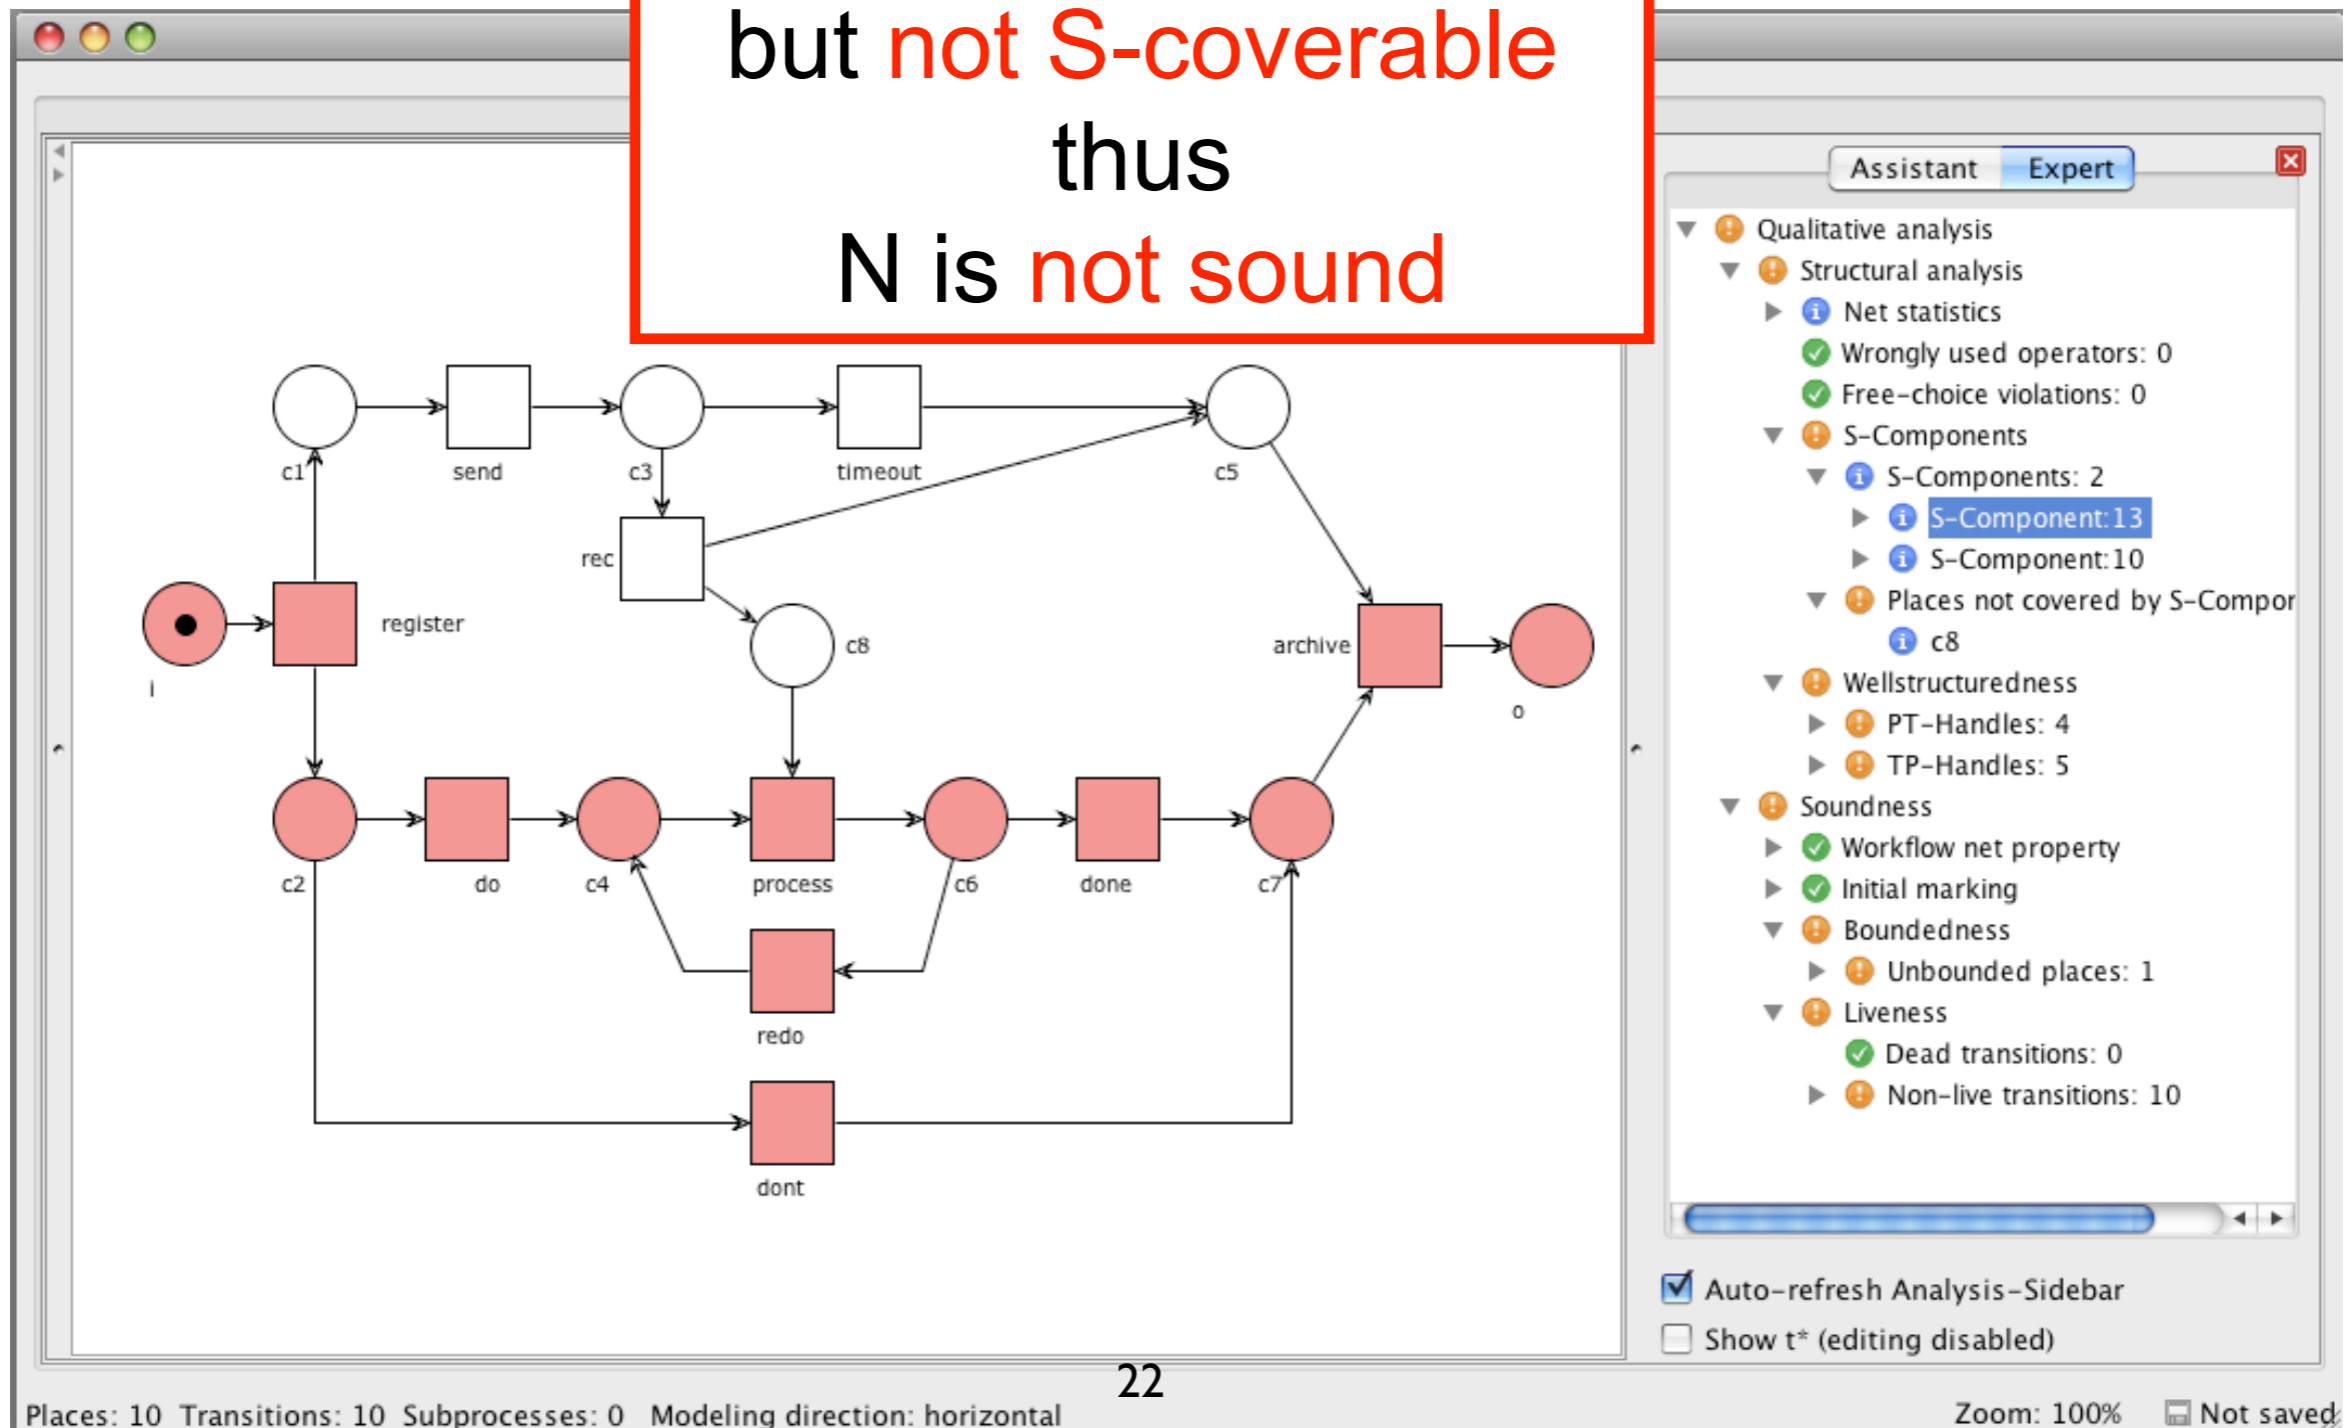 but not S-coverable
thus
N is not sound
Assistant Expert
Qualitative analysis
Structural analysis
Net statistics
Wrongly used operators: 0
Free-choice violations: 0
S-Components
S-Components: 2
S-Component:13
S-Component:10
Places not covered by S-Compor
c8
Wellstructuredness
PT-Handles: 4
TP-Handles: 5
Soundness
Workflow net property
Initial marking
Boundedness
Unbounded places: 1
Liveness
Dead transitions: 0
Non-live transitions: 10
c1
send
c3
timeout
c5
rec
i
register
c8
archive
o
c2
do
c4
process
c6
done
c7
redo
dont
Auto-refresh Analysis-Sidebar
Show t* (editing disabled)
22
Places: 10 Transitions: 10 Subprocesses: 0 Modeling direction: horizontal
Zoom: 100% Not saved